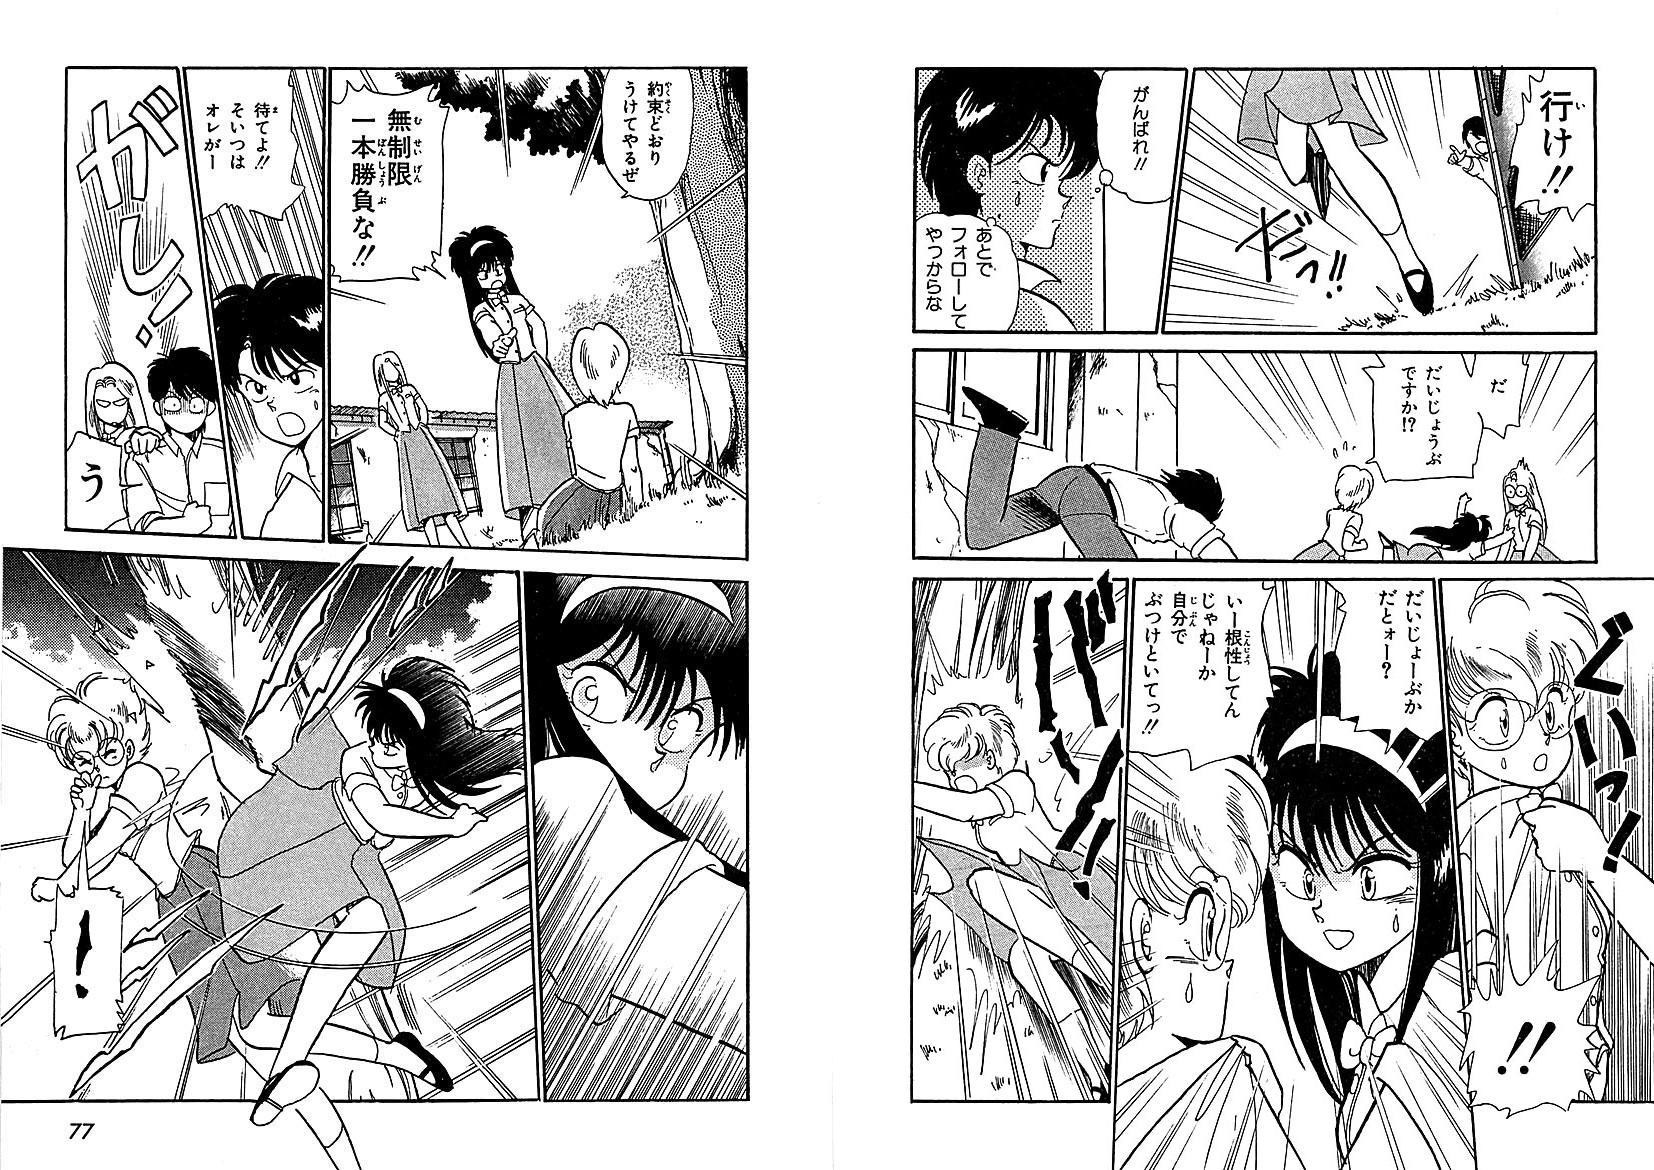 行け!!
ダッ!!
がんばれ!!
あとで
フォローして
やっからな
だ
だいじょうぶ
ですか!?
ぐいっ!
だいじょーぶか
だとォー?
!!
いー根性してん
じゃねーか
自分で
ぶつけといてっ!!
約束どおり
うけてやるぜ
無制限
一本勝負な!!
待てよ!!
そいつは
オレがー
がしっ!
う
!
77